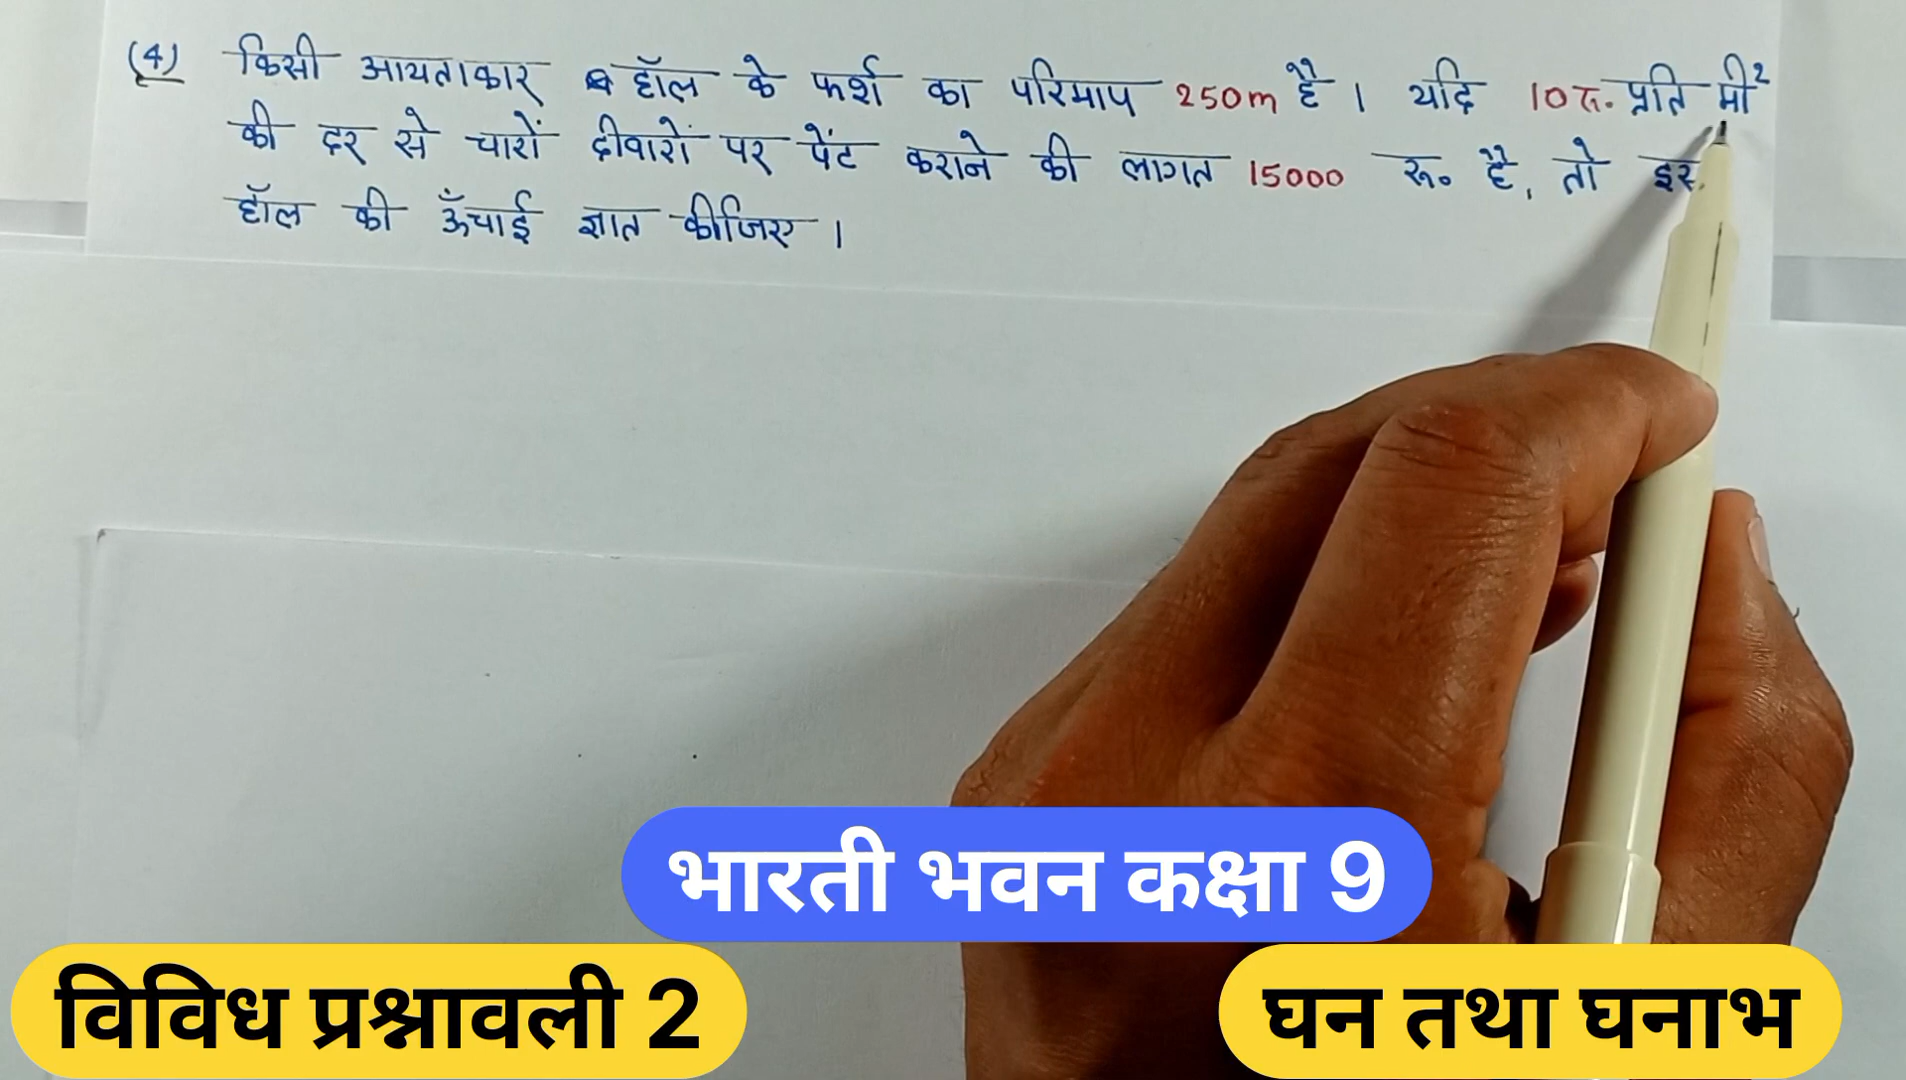 (4) किसी आयताकार हॉल के फर्श का परिमाप 250m है । यदि 10 रु. प्रति मी²
की दर से चारों दीवारों पर पेंट कराने की लागत 15000 रू० है, तो इस
हॉल की ऊँचाई ज्ञात कीजिए ।
भारती भवन कक्षा 9
विविध प्रश्नावली 2
घन तथा घनाभ